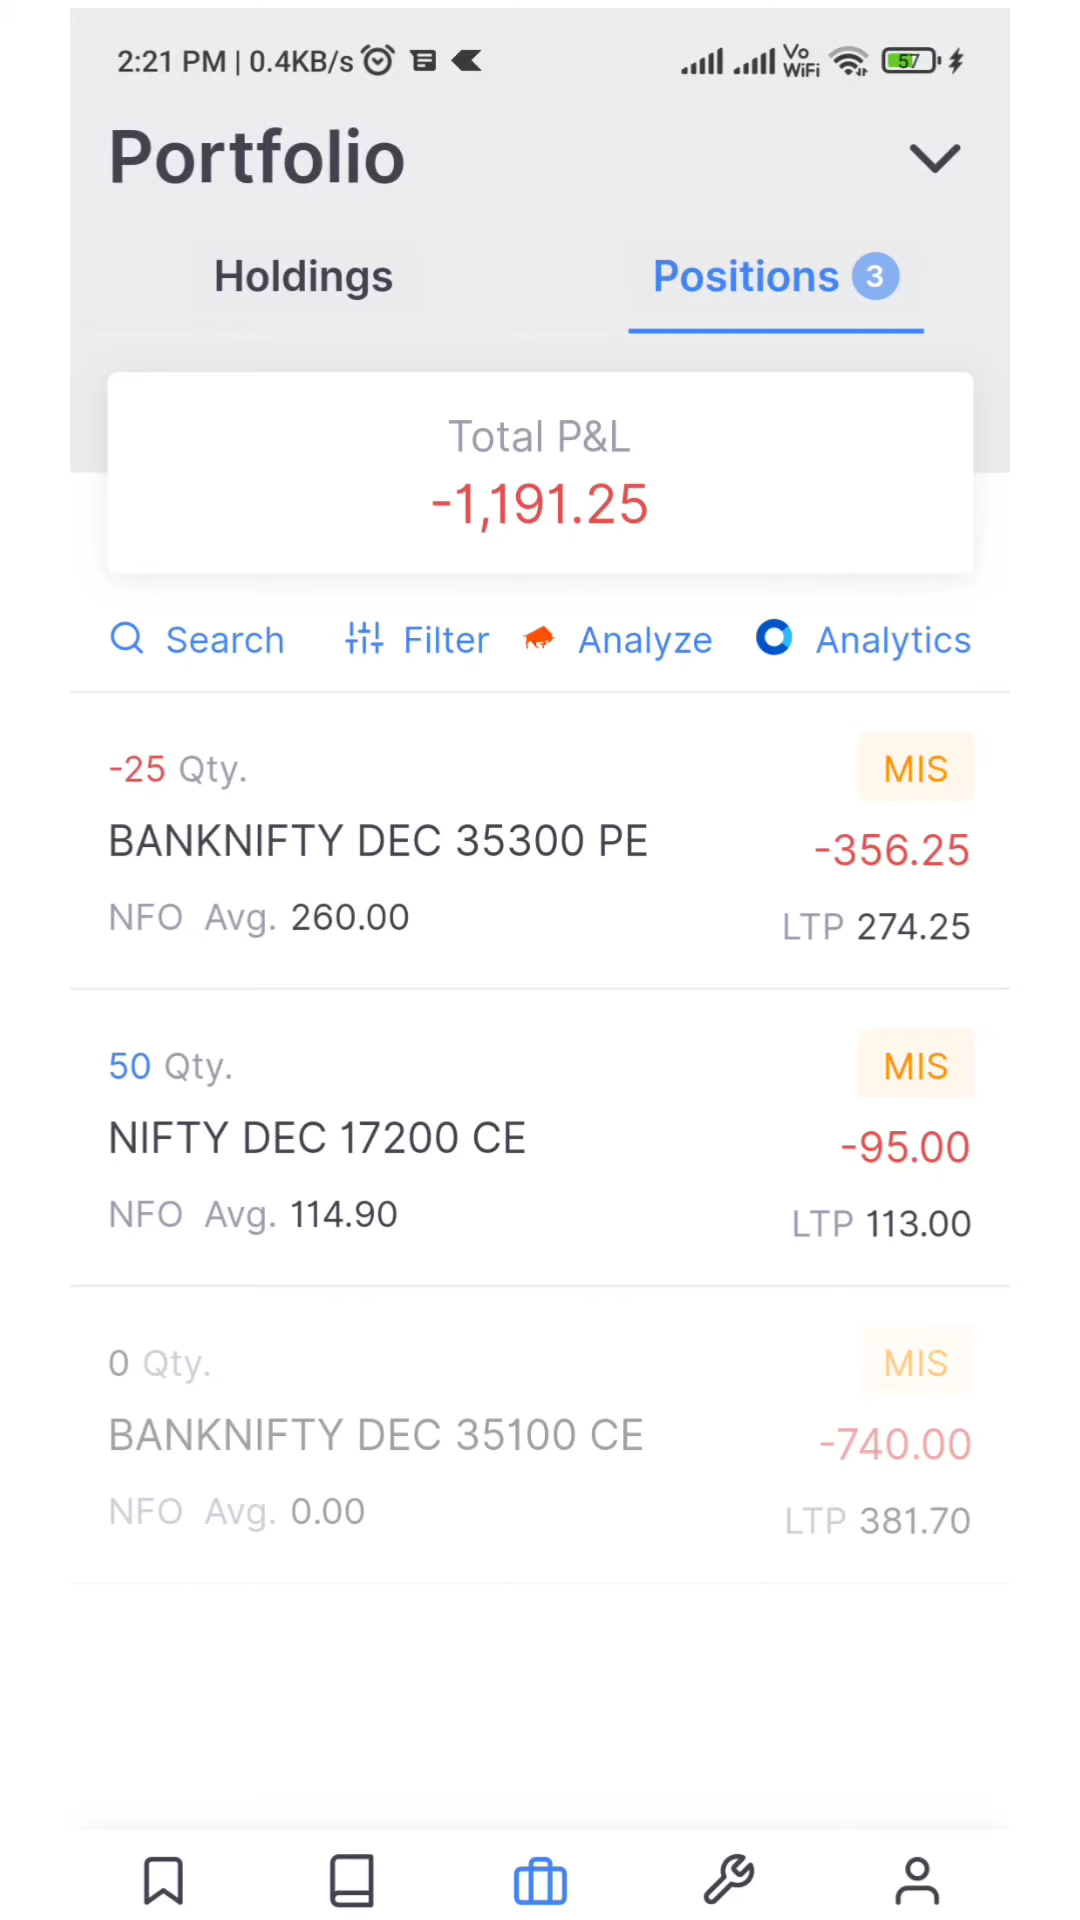 2:21 PM | 0.4KB/s Vo WiFi 57
Portfolio
Holdings Positions 3
Total P&L
-1,191.25
Search Filter Analyze Analytics
-25 Qty. MIS
BANKNIFTY DEC 35300 PE -356.25
NFO Avg. 260.00 LTP 274.25
50 Qty. MIS
NIFTY DEC 17200 CE -95.00
NFO Avg. 114.90 LTP 113.00
0 Qty. MIS
BANKNIFTY DEC 35100 CE -740.00
NFO Avg. 0.00 LTP 381.70